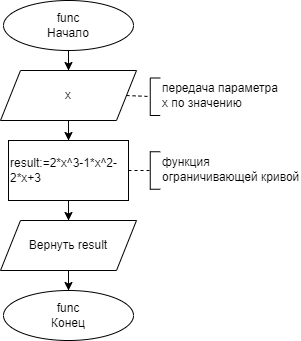 func
Начало
x
передача параметра
x по значению
result:=2*x^3-1*x^2-
2*x+3
функция
ограничивающей кривой
Вернуть result
func
Конец